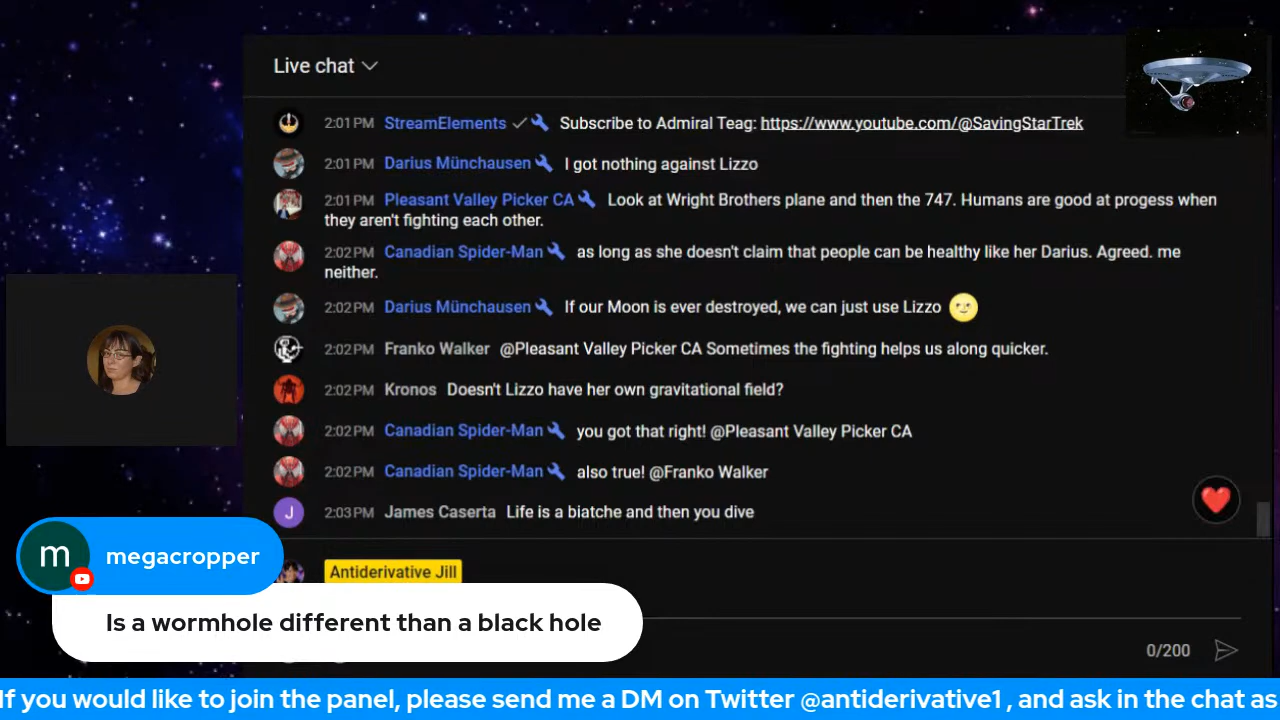 Live chat
2:01 PM StreamElements Subscribe to Admiral Teag: https://www.youtube.com/@SavingStarTrek
2:01 PM Darius Münchausen I got nothing against Lizzo
2:01 PM Pleasant Valley Picker CA Look at Wright Brothers plane and then the 747. Humans are good at progess when
they aren't fighting each other.
2:02 PM Canadian Spider-Man as long as she doesn't claim that people can be healthy like her Darius. Agreed. me
neither.
2:02 PM Darius Münchausen If our Moon is ever destroyed, we can just use Lizzo
2:02 PM Franko Walker @Pleasant Valley Picker CA Sometimes the fighting helps us along quicker.
2:02 PM Kronos Doesn't Lizzo have her own gravitational field?
2:02 PM Canadian Spider-Man you got that right! @Pleasant Valley Picker CA
2:02 PM Canadian Spider-Man also true! @Franko Walker
J 2:03 PM James Caserta Life is a biatche and then you dive
m megacropper
Antiderivative Jill
Is a wormhole different than a black hole
0/200
If you would like to join the panel, please send me a DM on Twitter @antiderivative1 , and ask in the chat as